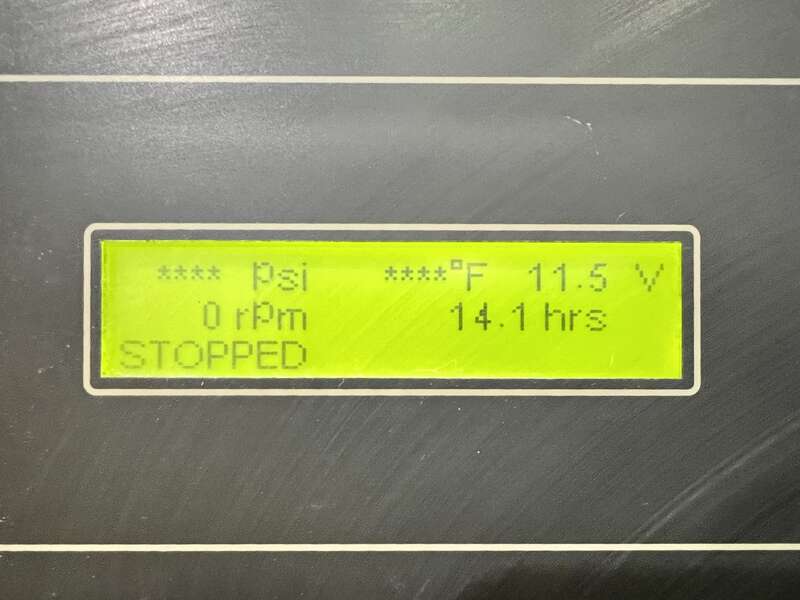 **** psi ****°F 11.5 V
0 rpm 14.1 hrs
STOPPED